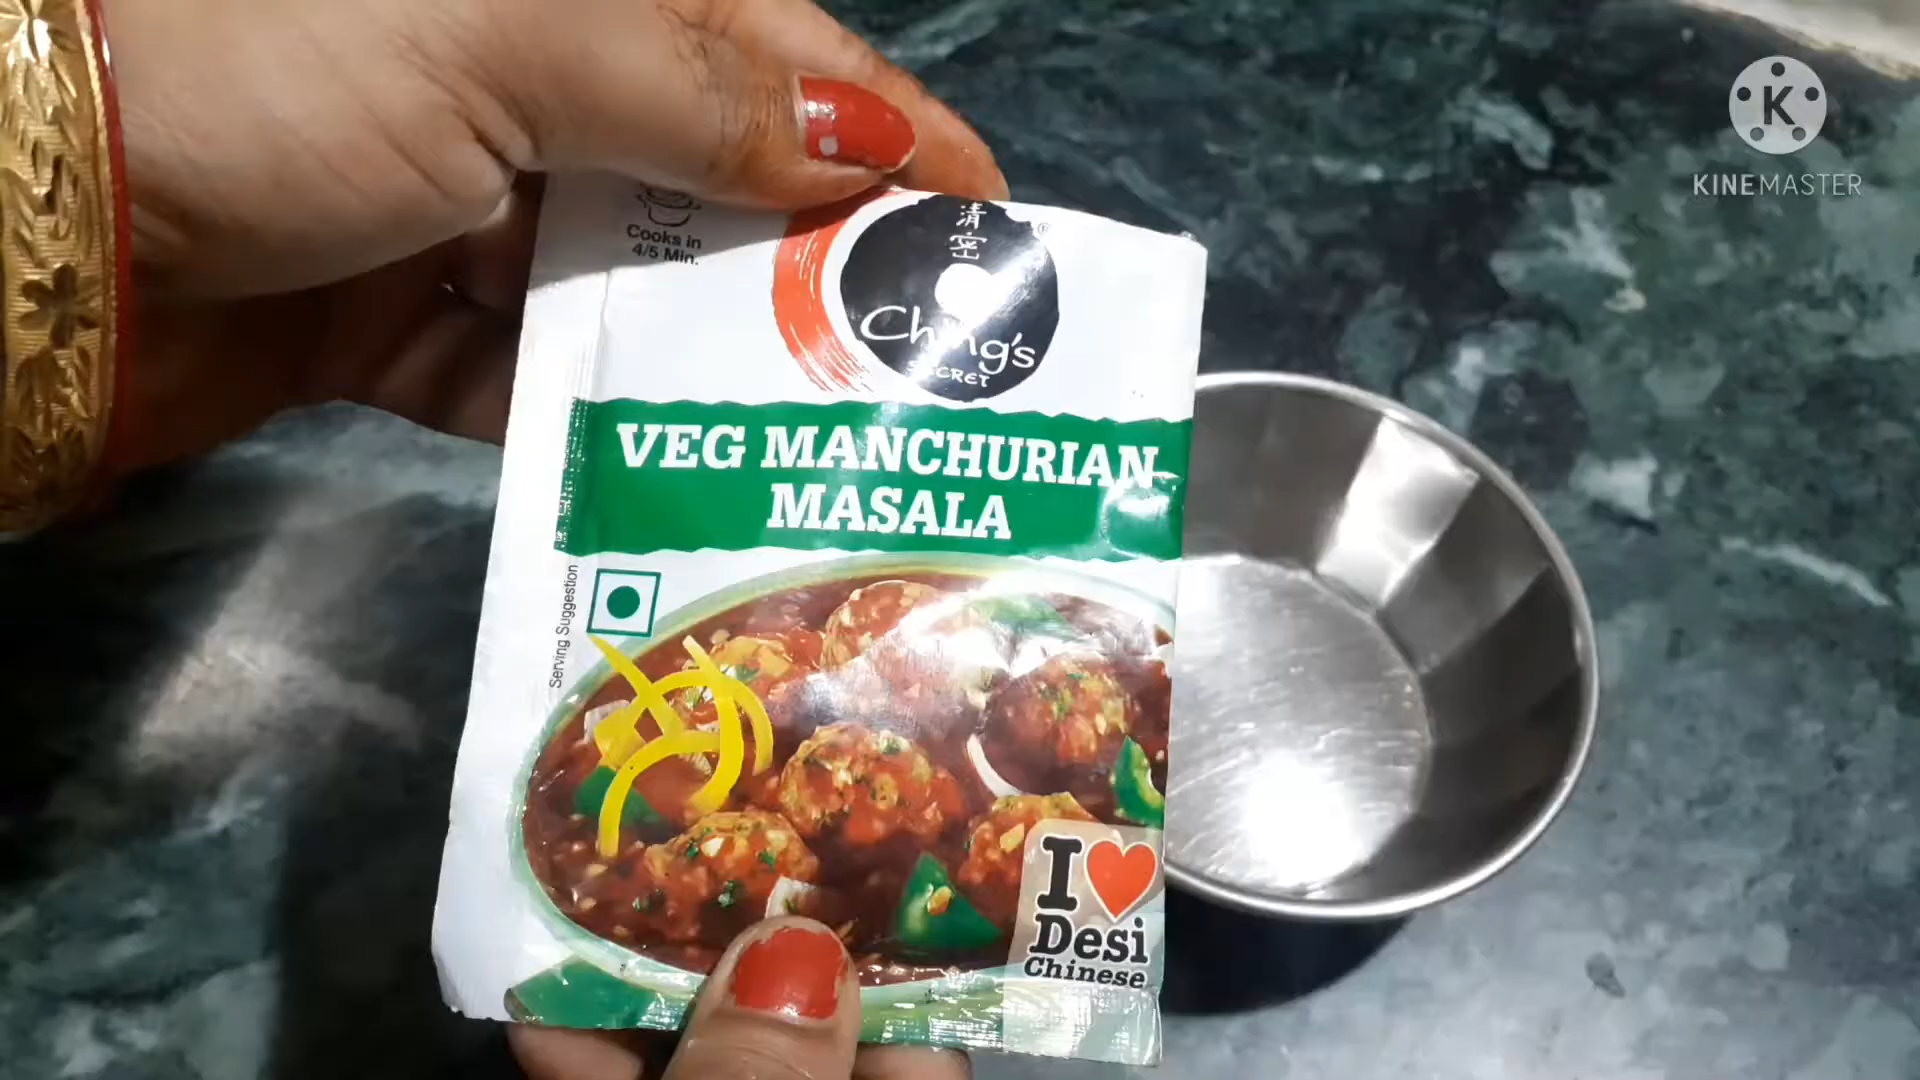 KINEMASTER
Cooks in
4/5 Min.
清
密
Ching's
SECRET
VEG MANCHURIAN
MASALA
Serving Suggestion
I
Desi
Chinese